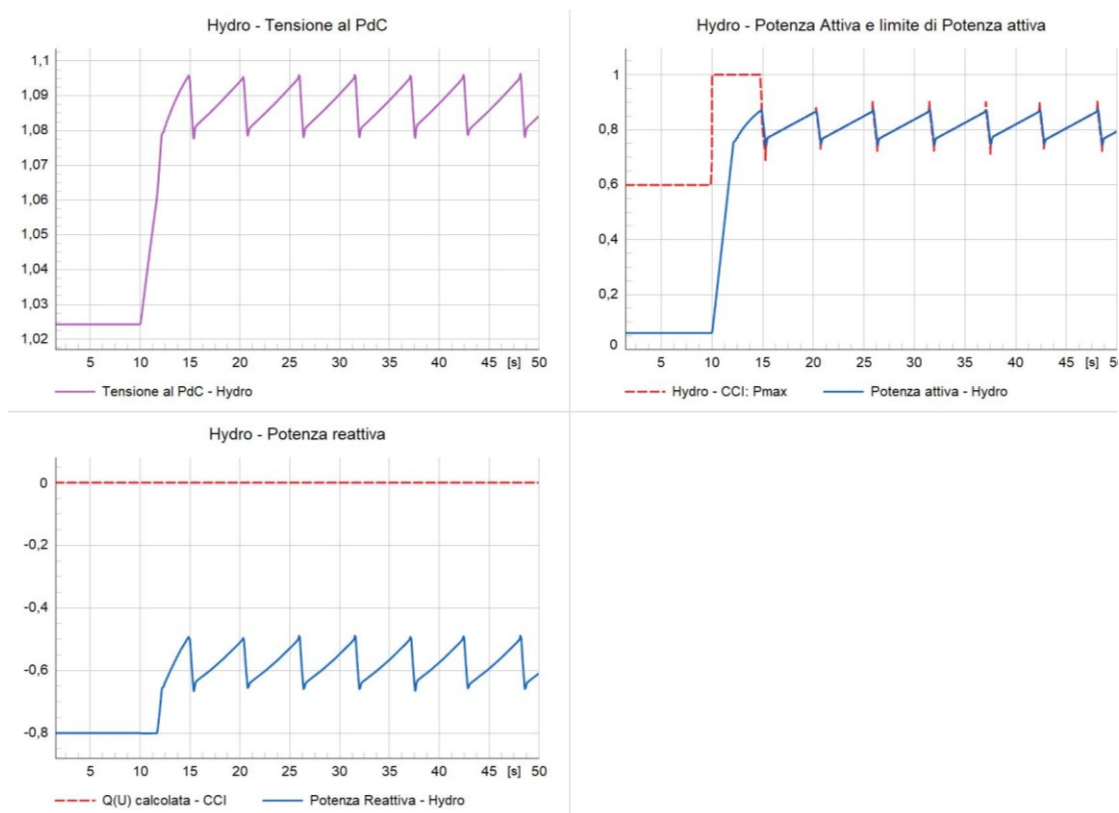 Hydro - Tensione al PdC
1,1
1,09
1,08
1,07
1,06
1,05
1,04
1,03
1,02
5 10 15 20 25 30 35 40 45 [s] 50
Tensione al PdC - Hydro
Hydro - Potenza Attiva e limite di Potenza attiva
1
0,8
0,6
0,4
0,2
0
5 10 15 20 25 30 35 40 45 [s] 5
Hydro - CCI: Pmax Potenza attiva - Hydro
Hydro - Potenza reattiva
0
-0,2
-0,4
-0,6
-0,8
5 10 15 20 25 30 35 40 45 [s] 50
Q(U) calcolata - CCI Potenza Reattiva - Hydro